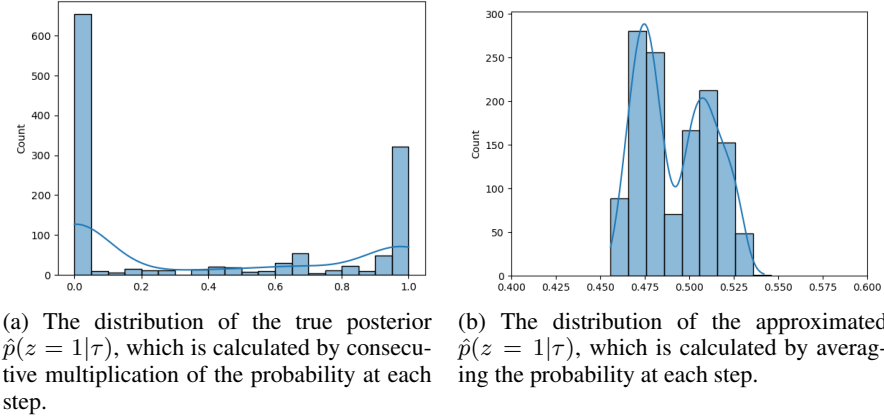 600
500
400
300
200
100
0
Count
0.0 0.2 0.4 0.6 0.8 1.0
300
250
200
150
100
50
0
Count
0.400 0.425 0.450 0.475 0.500 0.525 0.550 0.575 0.600
(a) The distribution of the true posterior
p̂(z = 1|τ), which is calculated by consecu-
tive multiplication of the probability at each
step.
(b) The distribution of the approximated
p̂(z = 1|τ), which is calculated by averag-
ing the probability at each step.